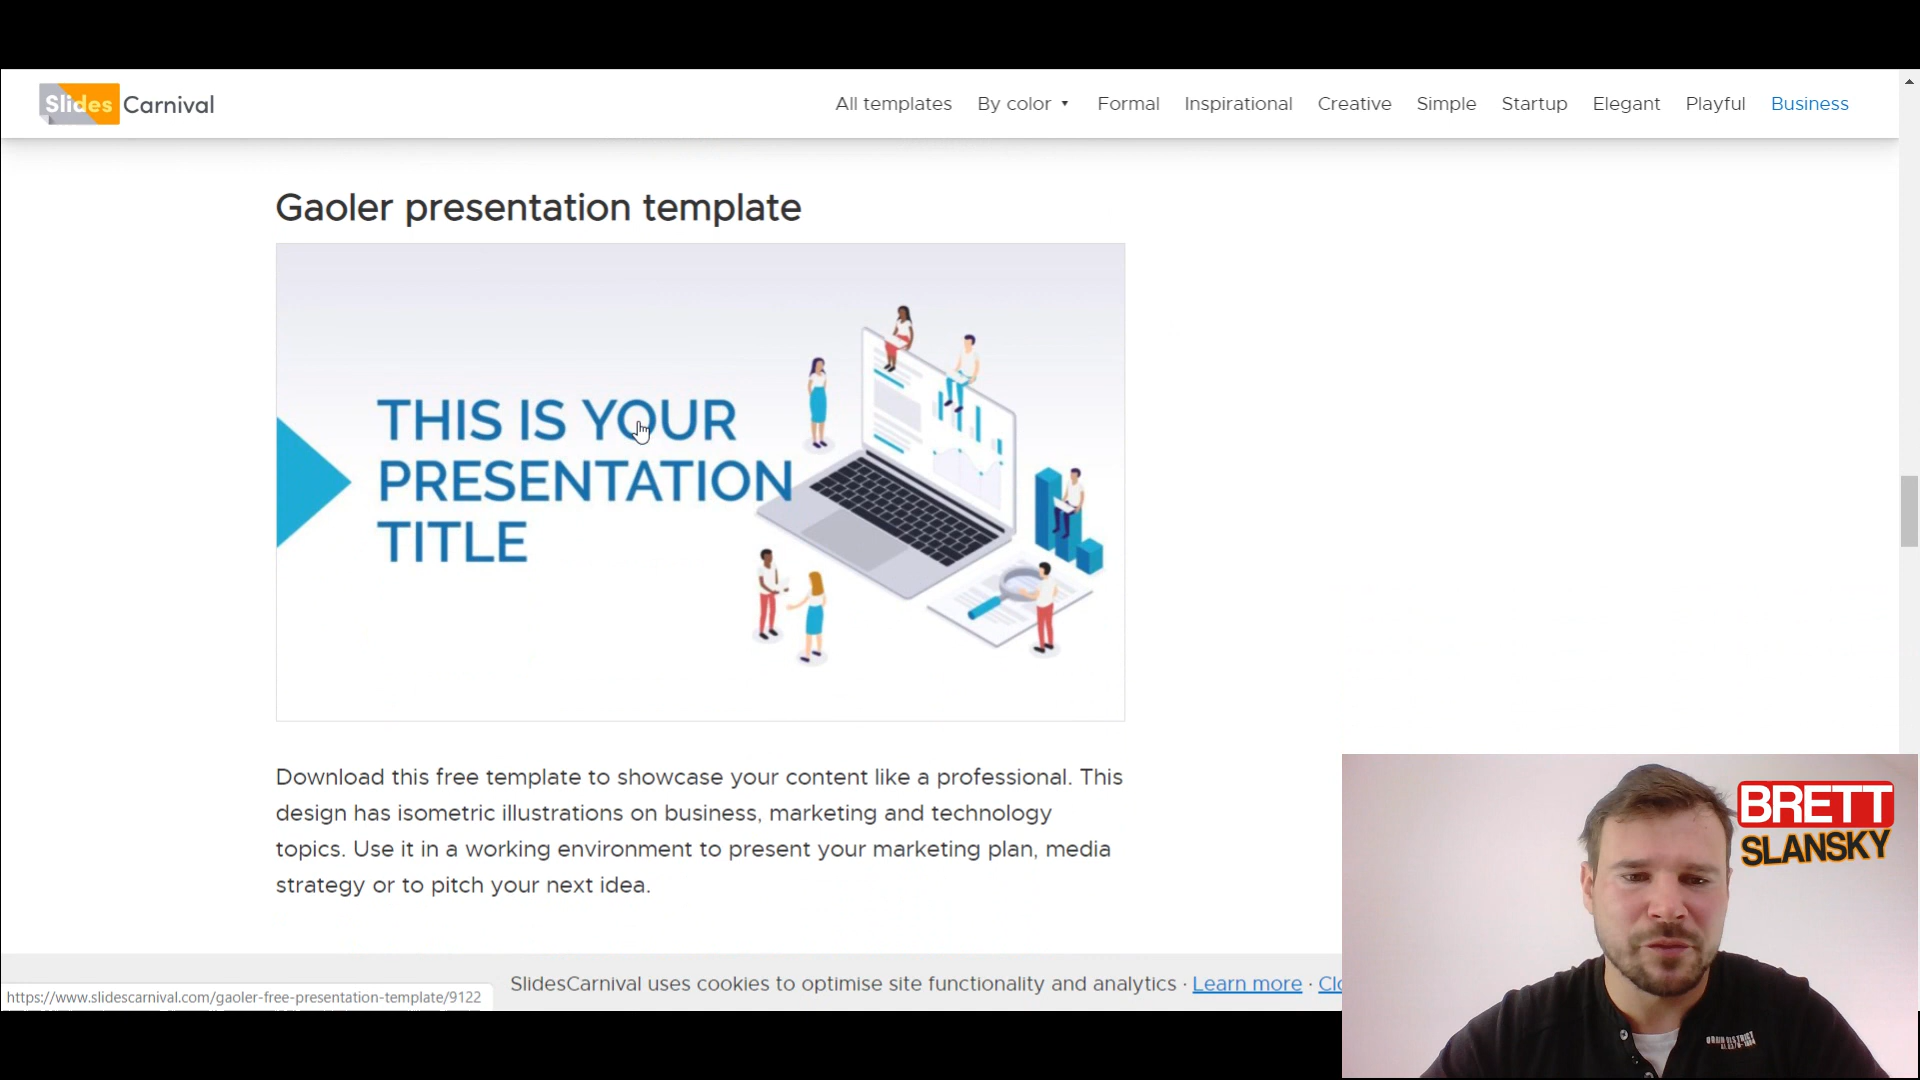 Slides Carnival
All templates By color Formal Inspirational Creative Simple Startup Elegant Playful Business
Gaoler presentation template
THIS IS YOUR
PRESENTATION
TITLE
Download this free template to showcase your content like a professional. This
design has isometric illustrations on business, marketing and technology
topics. Use it in a working environment to present your marketing plan, media
strategy or to pitch your next idea.
BRETT
SLANSKY
SlidesCarnival uses cookies to optimise site functionality and analytics · Learn more ·
https://www.slidescarnival.com/gaoler-free-presentation-template/9122